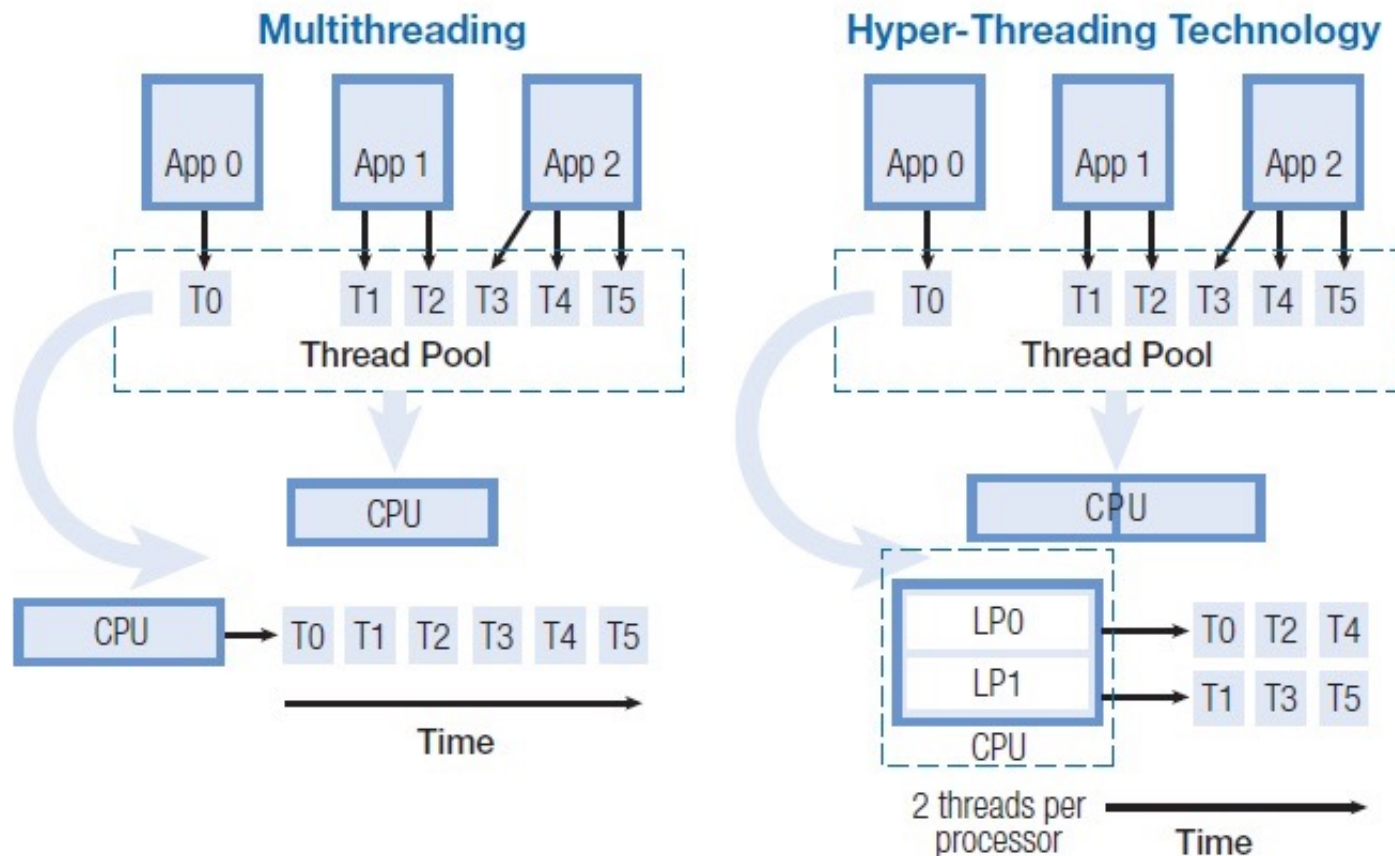 Multithreading
App 0 App 1 App 2
T0 T1 T2 T3 T4 T5
Thread Pool
CPU
CPU T0 T1 T2 T3 T4 T5
Time
Hyper-Threading Technology
App 0 App 1 App 2
T0 T1 T2 T3 T4 T5
Thread Pool
CPU
LP0 T0 T2 T4
LP1 T1 T3 T5
CPU
2 threads per
processor
Time